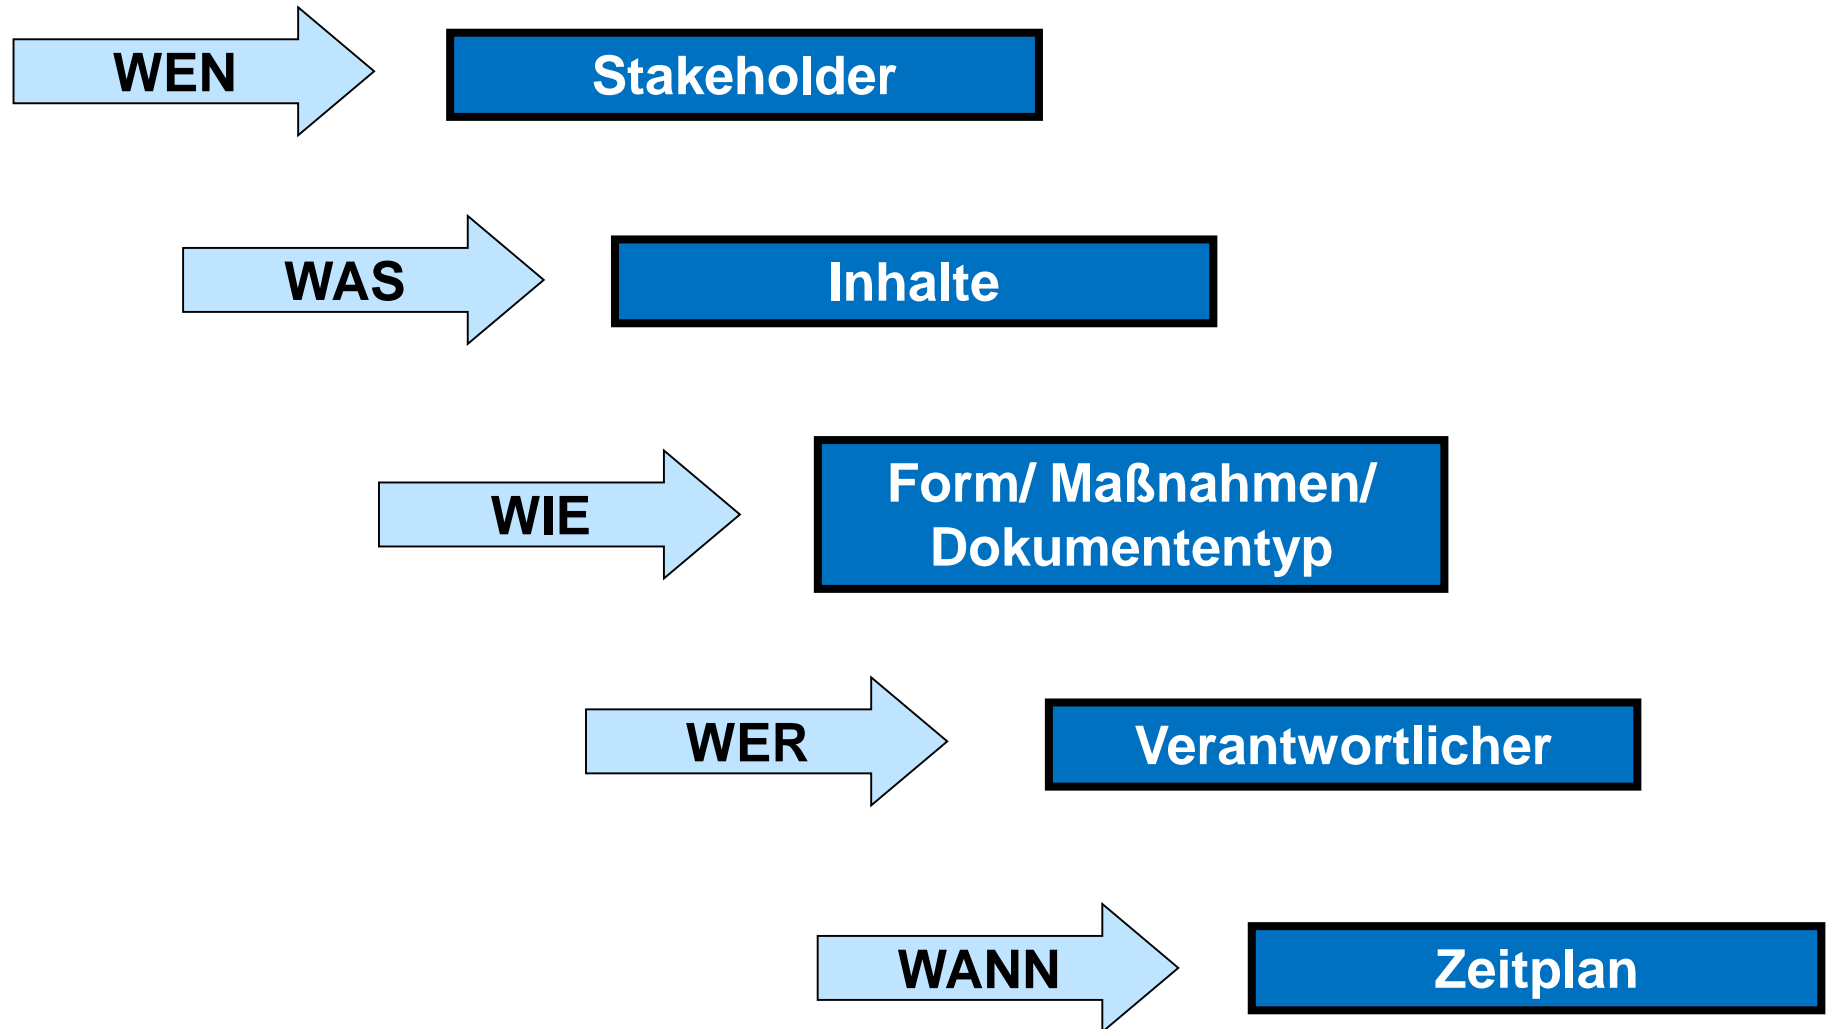 WEN
Stakeholder
WAS
Inhalte
WIE
Form/ Maßnahmen/
Dokumententyp
WER
Verantwortlicher
WANN
Zeitplan